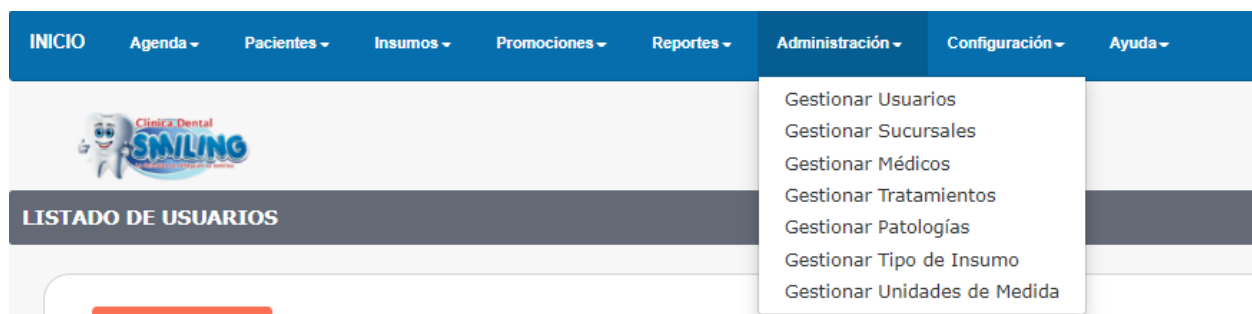 INICIO Agenda Pacientes Insumos Promociones Reportes Administración Configuración Ayuda
Gestionar Usuarios
Gestionar Sucursales
Gestionar Médicos
Gestionar Tratamientos
Gestionar Patologías
Gestionar Tipo de Insumo
Gestionar Unidades de Medida
Clínica Dental
SMILING
LISTADO DE USUARIOS